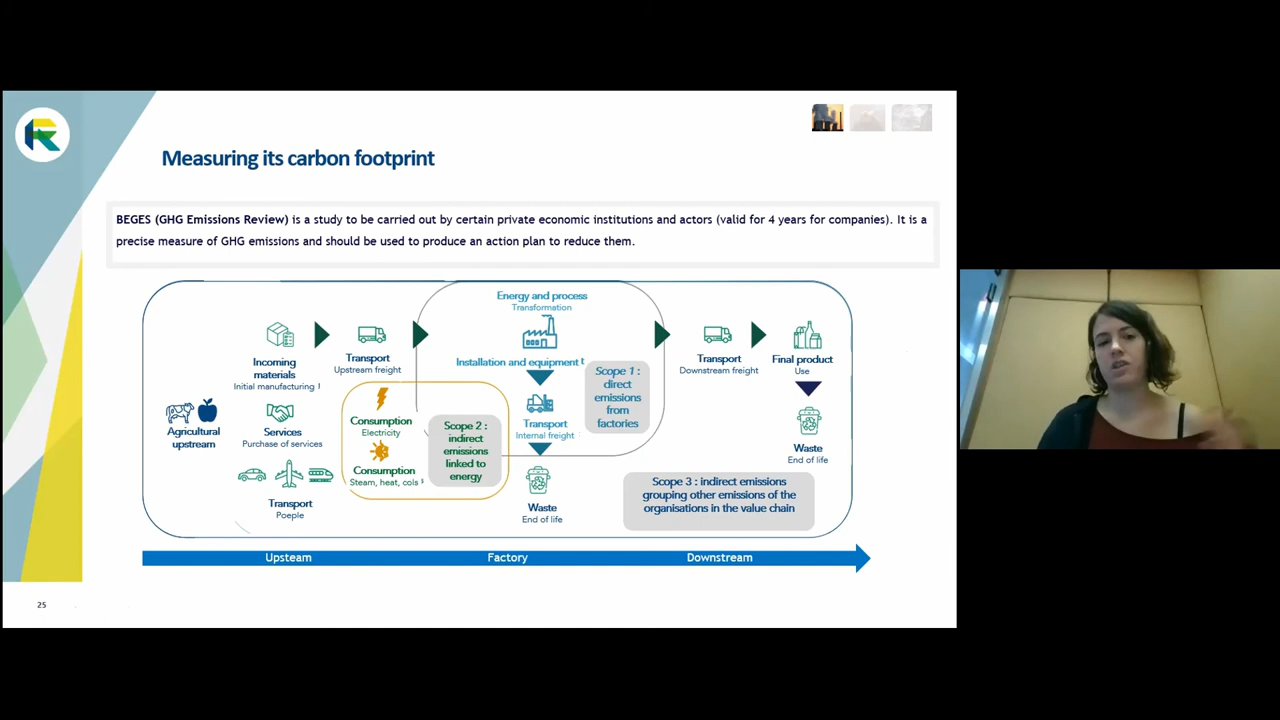 Measuring its carbon footprint
BEGES (GHG Emissions Review) is a study to be carried out by certain private economic institutions and actors (valid for 4 years for companies). It is a
precise measure of GHG emissions and should be used to produce an action plan to reduce them.
Energy and process
Transformation
Incoming
materials
Initial manufacturing !
Transport
Upstream freight
Installation and equipment t
Scope 1 :
direct
emissions
from
factories
Transport
Downstream freight
Final product
Use
Agricultural
upstream
Services
Purchase of services
Consumption
Electricity
Consumption
Steam, heat, cols s
Scope 2 :
indirect
emissions
linked to
energy
Transport
Internal freight
Waste
End of life
Transport
Poeple
Waste
End of life
Scope 3 : indirect emissions
grouping other emissions of the
organisations in the value chain
Upsteam
Factory
Downstream
25